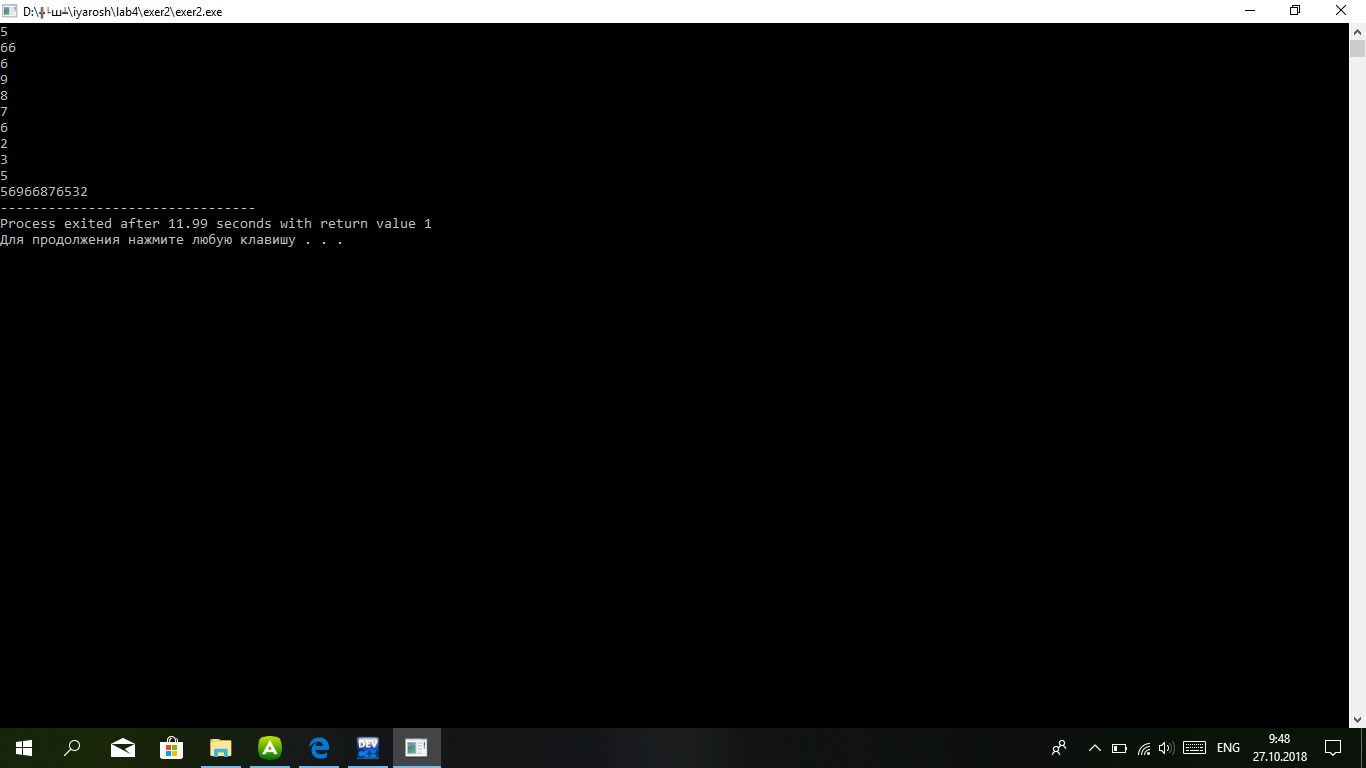 D:\╬└ш┴\iyarosh\lab4\exer2\exer2.exe
5
66
6
9
8
7
6
2
3
5
56966876532
--------------------------------
Process exited after 11.99 seconds with return value 1
Для продолжения нажмите любую клавишу . . .
DEV
ENG
9:48
27.10.2018